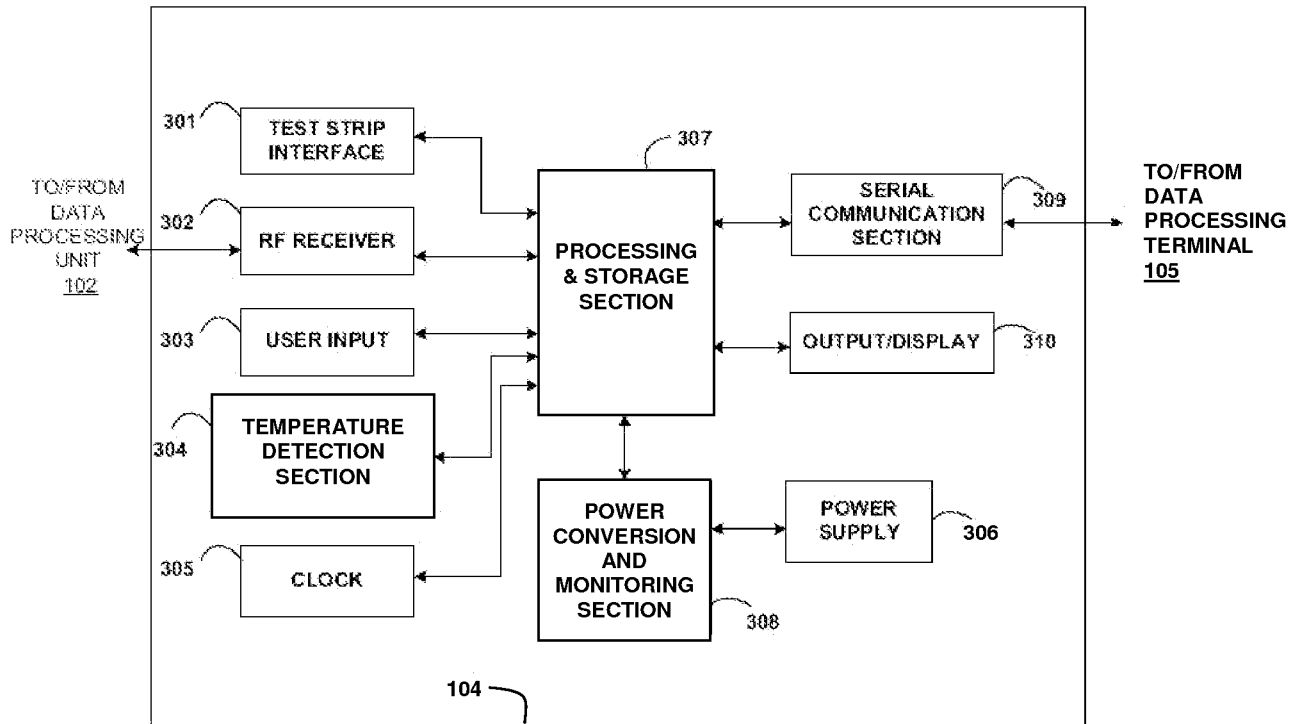 301
TEST STRIP
INTERFACE
TO/FROM
DATA
PROCESSING
UNIT
102
302
RF RECEIVER
303
USER INPUT
304
TEMPERATURE
DETECTION
SECTION
305
CLOCK
307
PROCESSING
& STORAGE
SECTION
SERIAL
COMMUNICATION
SECTION
309
TO/FROM
DATA
PROCESSING
TERMINAL
105
OUTPUT/DISPLAY
310
POWER
CONVERSION
AND
MONITORING
SECTION
308
POWER
SUPPLY
306
104